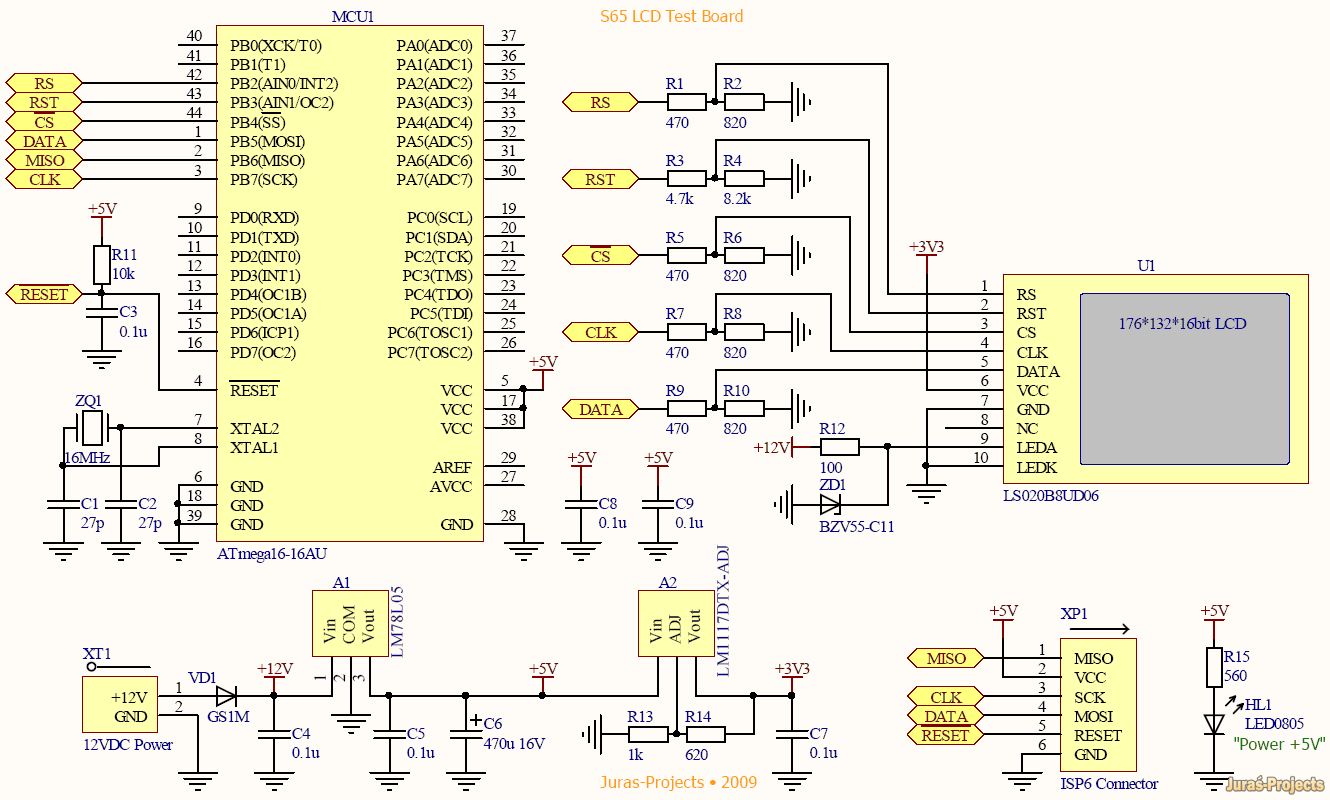 S65 LCD Test Board
MCU1
40 PB0(XCK/T0) PA0(ADC0) 37
41 PB1(T1) PA1(ADC1) 36
RS 42 PB2(AIN0/INT2) PA2(ADC2) 35
RST 43 PB3(AIN1/OC2) PA3(ADC3) 34
CS 44 PB4(SS) PA4(ADC4) 33
DATA 1 PB5(MOSI) PA5(ADC5) 32
MISO 2 PB6(MISO) PA6(ADC6) 31
CLK 3 PB7(SCK) PA7(ADC7) 30
9 PD0(RXD) PC0(SCL) 19
10 PD1(TXD) PC1(SDA) 20
11 PD2(INT0) PC2(TCK) 21
12 PD3(INT1) PC3(TMS) 22
13 PD4(OC1B) PC4(TDO) 23
14 PD5(OC1A) PC5(TDI) 24
15 PD6(ICP1) PC6(TOSC1) 25
16 PD7(OC2) PC7(TOSC2) 26
4 RESET VCC 5
VCC 17
7 XTAL2 VCC 38
8 XTAL1
AREF 29
6 GND AVCC 27
18 GND
39 GND GND 28
ATmega16-16AU
+5V
+5V
R11
10k
RESET
C3
0.1u
ZQ1
16MHz
C1
27p
C2
27p
RS R1 R2
470 820
RST R3 R4
4.7k 8.2k
CS R5 R6
470 820
CLK R7 R8
470 820
DATA R9 R10
470 820
+3V3
U1
1 RS
2 RST
3 CS
4 CLK
5 DATA
6 VCC
7 GND
8 NC
9 LEDA
10 LEDK
176*132*16bit LCD
LS020B8UD06
+12V
R12
100
ZD1
BZV55-C11
+5V
C8
0.1u
+5V
C9
0.1u
XT1
+12V 1
GND 2
12VDC Power
VD1
GS1M
+12V
C4
0.1u
A1
Vin COM Vout
1 2 3
LM78L05
C5
0.1u
C6
470u 16V
+
+5V
A2
Vin ADJ Vout
LM1117DTX-ADJ
R13
1k
R14
620
+3V3
C7
0.1u
+5V
XP1
MISO 1 MISO
2 VCC
CLK 3 SCK
DATA 4 MOSI
RESET 5 RESET
6 GND
ISP6 Connector
+5V
R15
560
HL1
LED0805
"Power +5V"
Juras-Projects • 2009
Juras-Projects